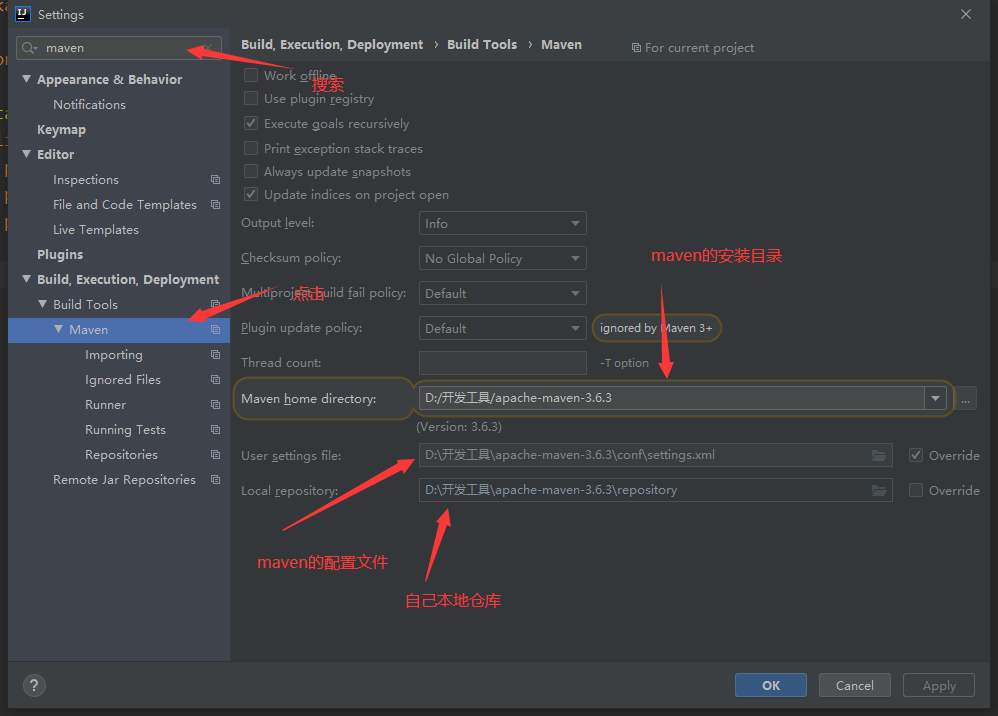 Settings
maven
Build, Execution, Deployment › Build Tools › Maven
For current project
搜索
Appearance & Behavior
Notifications
Keymap
Editor
Inspections
File and Code Templates
Live Templates
Plugins
Build, Execution, Deployment
Build Tools
点击
Maven
Importing
Ignored Files
Runner
Running Tests
Repositories
Remote Jar Repositories
Work offline
Use plugin registry
Execute goals recursively
Print exception stack traces
Always update snapshots
Update indices on project open
Output level: Info
Checksum policy: No Global Policy
maven的安装目录
Multiproject build fail policy: Default
Plugin update policy: Default ignored by Maven 3+
Thread count: -T option
Maven home directory: D:/开发工具/apache-maven-3.6.3 ...
(Version: 3.6.3)
User settings file: D:\开发工具\apache-maven-3.6.3\conf\settings.xml Override
Local repository: D:\开发工具\apache-maven-3.6.3\repository Override
maven的配置文件
自己本地仓库
?
OK Cancel Apply